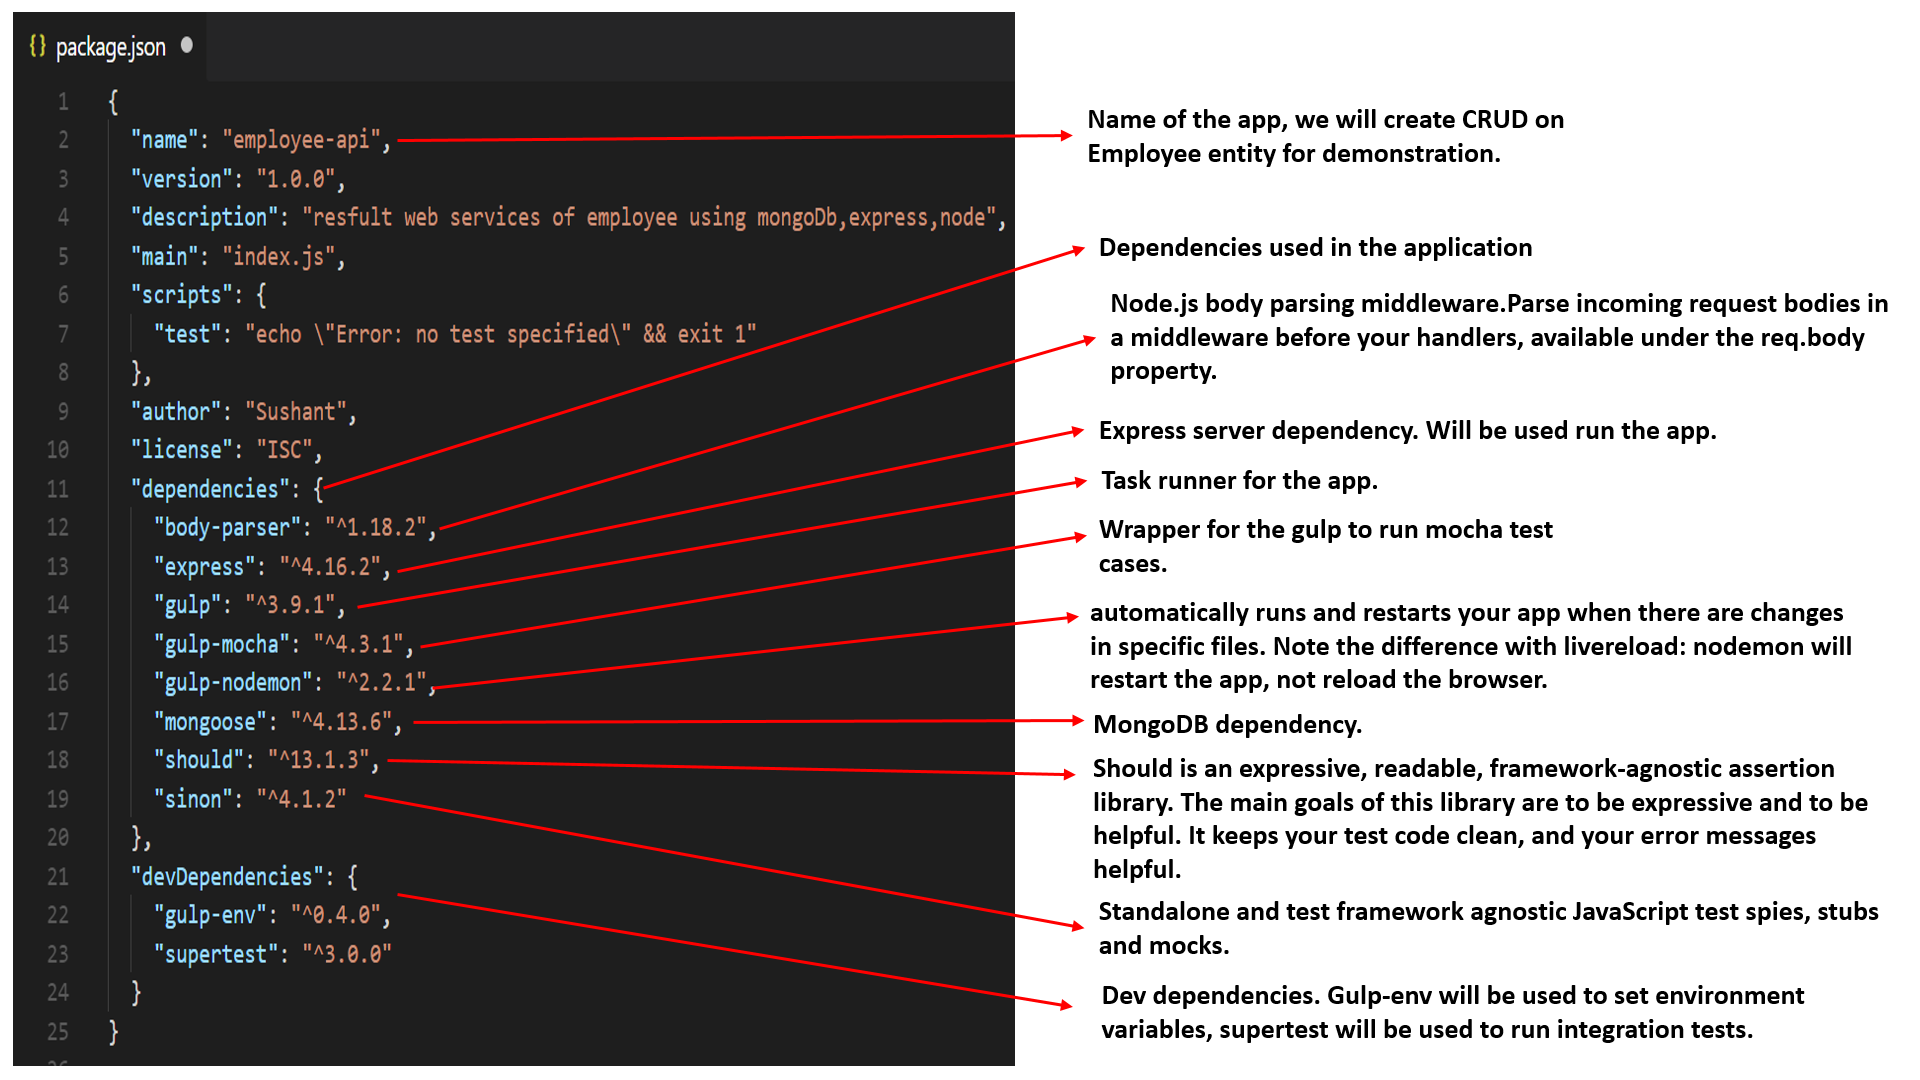 {} package.json
1 {
2 "name": "employee-api",
3 "version": "1.0.0",
4 "description": "resfult web services of employee using mongoDb,express,node",
5 "main": "index.js",
6 "scripts": {
7 "test": "echo \"Error: no test specified\" && exit 1"
8 },
9 "author": "Sushant",
10 "license": "ISC",
11 "dependencies": {
12 "body-parser": "^1.18.2",
13 "express": "^4.16.2",
14 "gulp": "^3.9.1",
15 "gulp-mocha": "^4.3.1",
16 "gulp-nodemon": "^2.2.1",
17 "mongoose": "^4.13.6",
18 "should": "^13.1.3",
19 "sinon": "^4.1.2"
20 },
21 "devDependencies": {
22 "gulp-env": "^0.4.0",
23 "supertest": "^3.0.0"
24 }
25 }
Name of the app, we will create CRUD on
Employee entity for demonstration.
Dependencies used in the application
Node.js body parsing middleware.Parse incoming request bodies in
a middleware before your handlers, available under the req.body
property.
Express server dependency. Will be used run the app.
Task runner for the app.
Wrapper for the gulp to run mocha test
cases.
automatically runs and restarts your app when there are changes
in specific files. Note the difference with livereload: nodemon will
restart the app, not reload the browser.
MongoDB dependency.
Should is an expressive, readable, framework-agnostic assertion
library. The main goals of this library are to be expressive and to be
helpful. It keeps your test code clean, and your error messages
helpful.
Standalone and test framework agnostic JavaScript test spies, stubs
and mocks.
Dev dependencies. Gulp-env will be used to set environment
variables, supertest will be used to run integration tests.